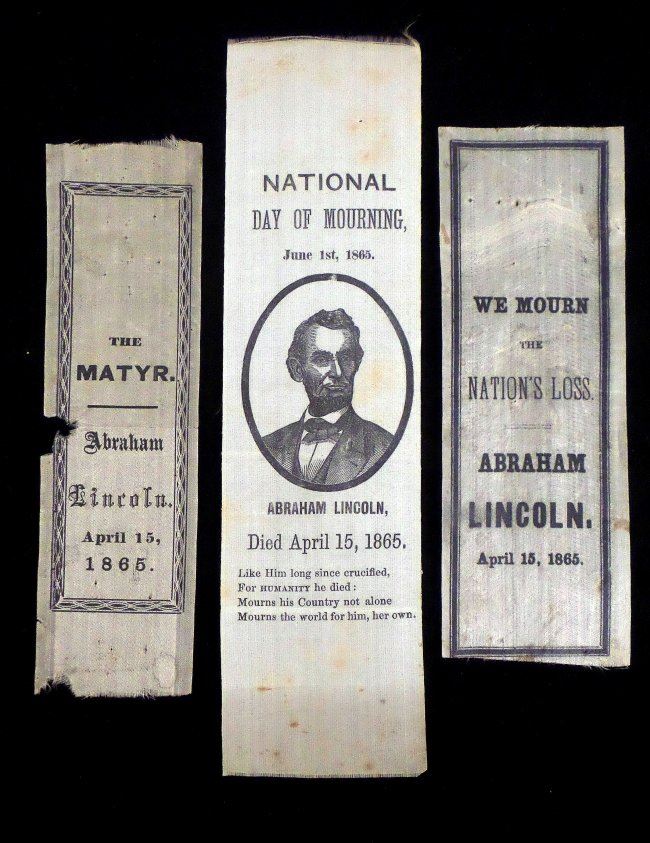 THE
MATYR.
Abraham
Lincoln.
April 15,
1865.
NATIONAL
DAY OF MOURNING,
June 1st, 1865.
ABRAHAM LINCOLN,
Died April 15, 1865.
Like Him long since crucified,
For HUMANITY he died:
Mourns his Country not alone
Mourns the world for him, her own.
WE MOURN
THE
NATION'S LOSS.
ABRAHAM
LINCOLN.
April 15, 1865.